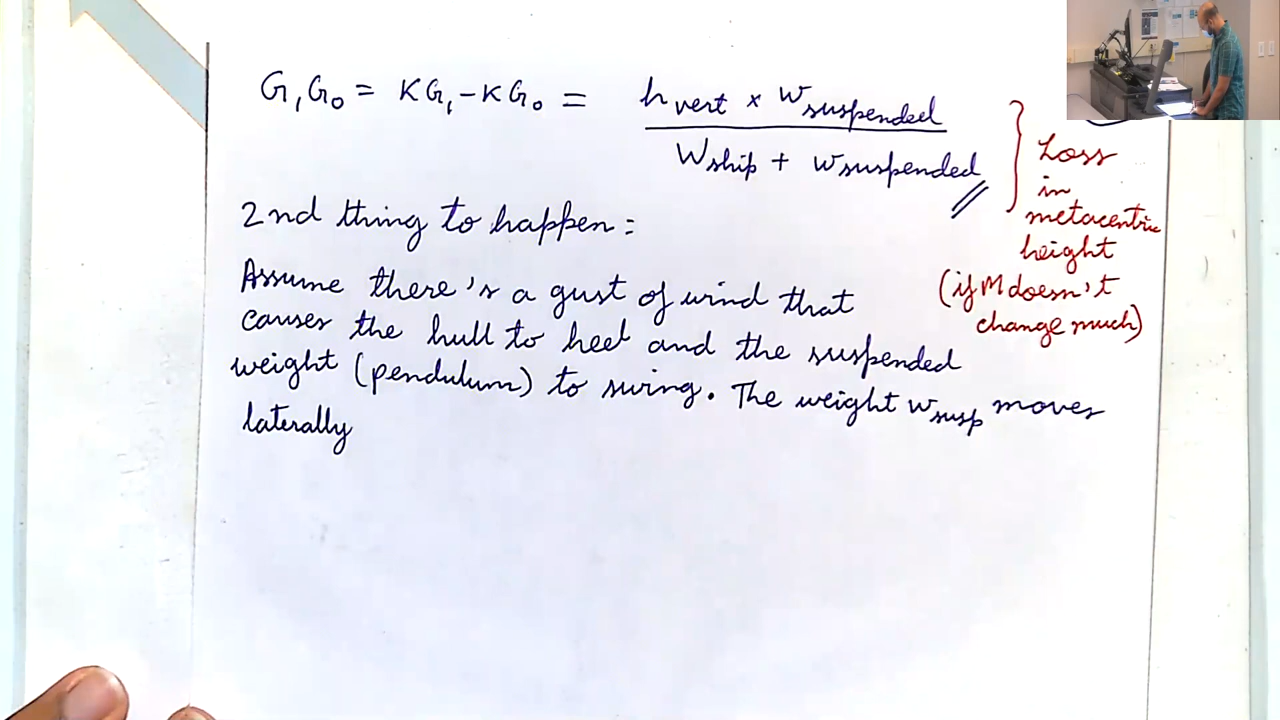 G₁G₀ = KG₁ - KG₀ = h vert × w suspended / W ship + w suspended
Loss
in
metacentric
height
(if M doesn't
change much)
2nd thing to happen:
Assume there's a gust of wind that
causes the hull to heel and the suspended
weight (pendulum) to swing. The weight w susp moves
laterally